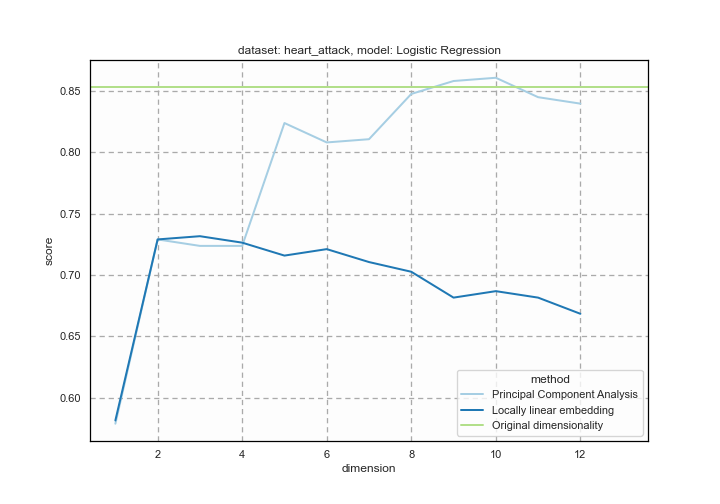 dataset: heart_attack, model: Logistic Regression
0.85
0.80
0.75
0.70
0.65
0.60
score
2 4 6 8 10 12
dimension
method
Principal Component Analysis
Locally linear embedding
Original dimensionality